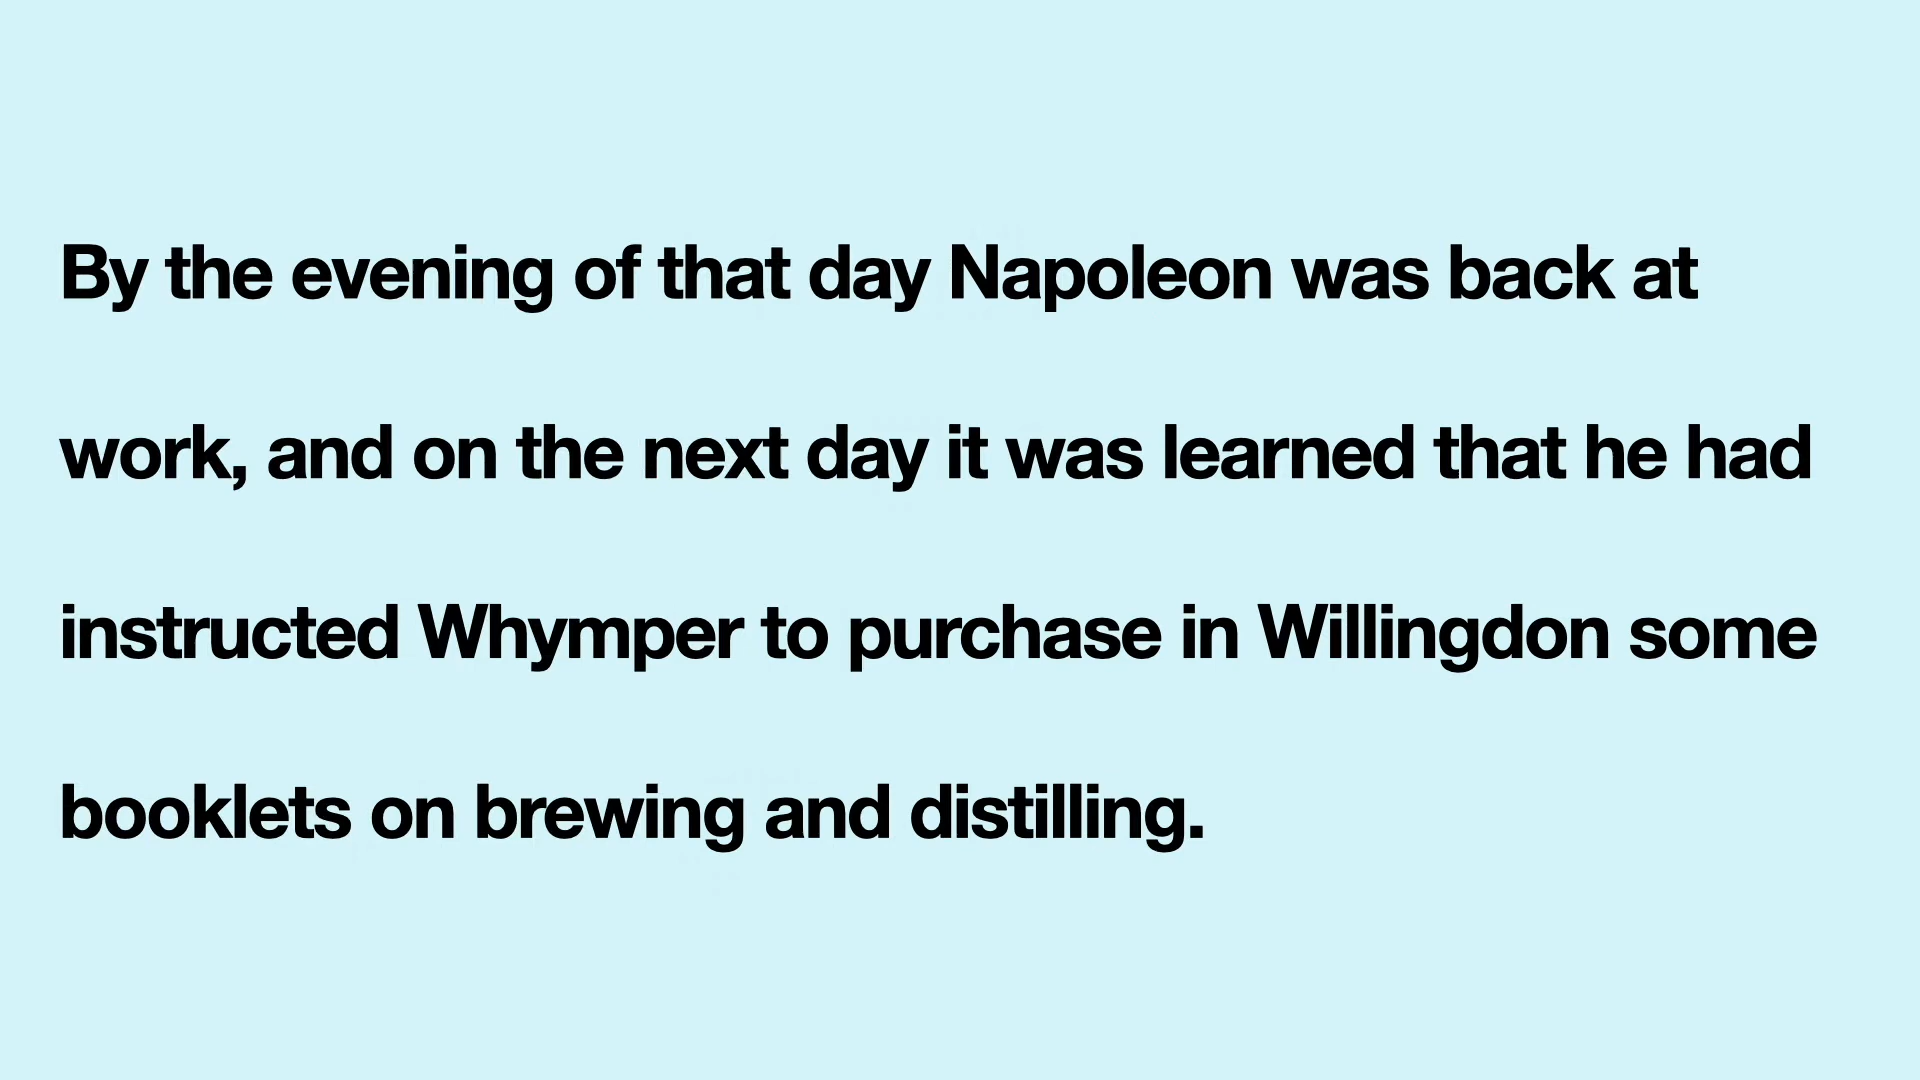 By the evening of that day Napoleon was back at
work, and on the next day it was learned that he had
instructed Whymper to purchase in Willingdon some
booklets on brewing and distilling.